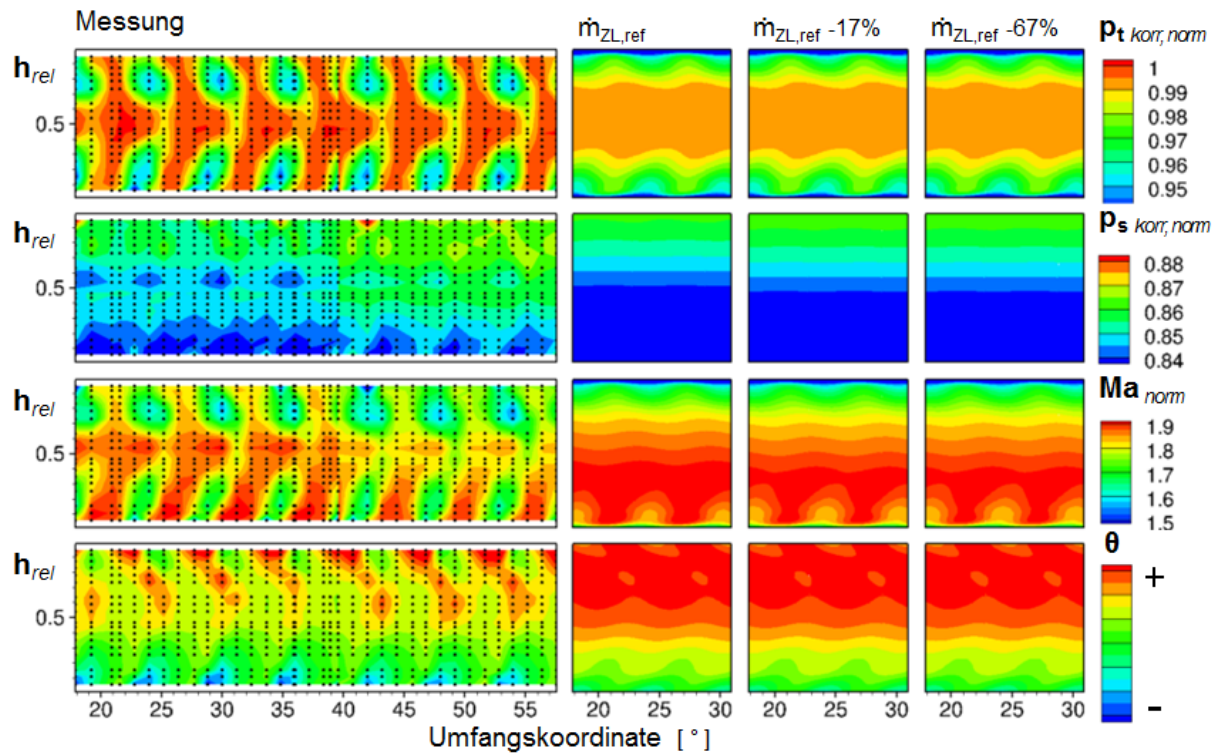 Messung ṁZL,ref ṁZL,ref -17% ṁZL,ref -67% pt korr,norm
hrel
0.5
1
0.99
0.98
0.97
0.96
0.95
ps korr,norm
hrel
0.5
0.88
0.87
0.86
0.85
0.84
Ma norm
hrel
0.5
1.9
1.8
1.7
1.6
1.5
θ
hrel
0.5
+
-
20 25 30 35 40 45 50 55 20 25 30 20 25 30 20 25 30
Umfangskoordinate [ ° ]